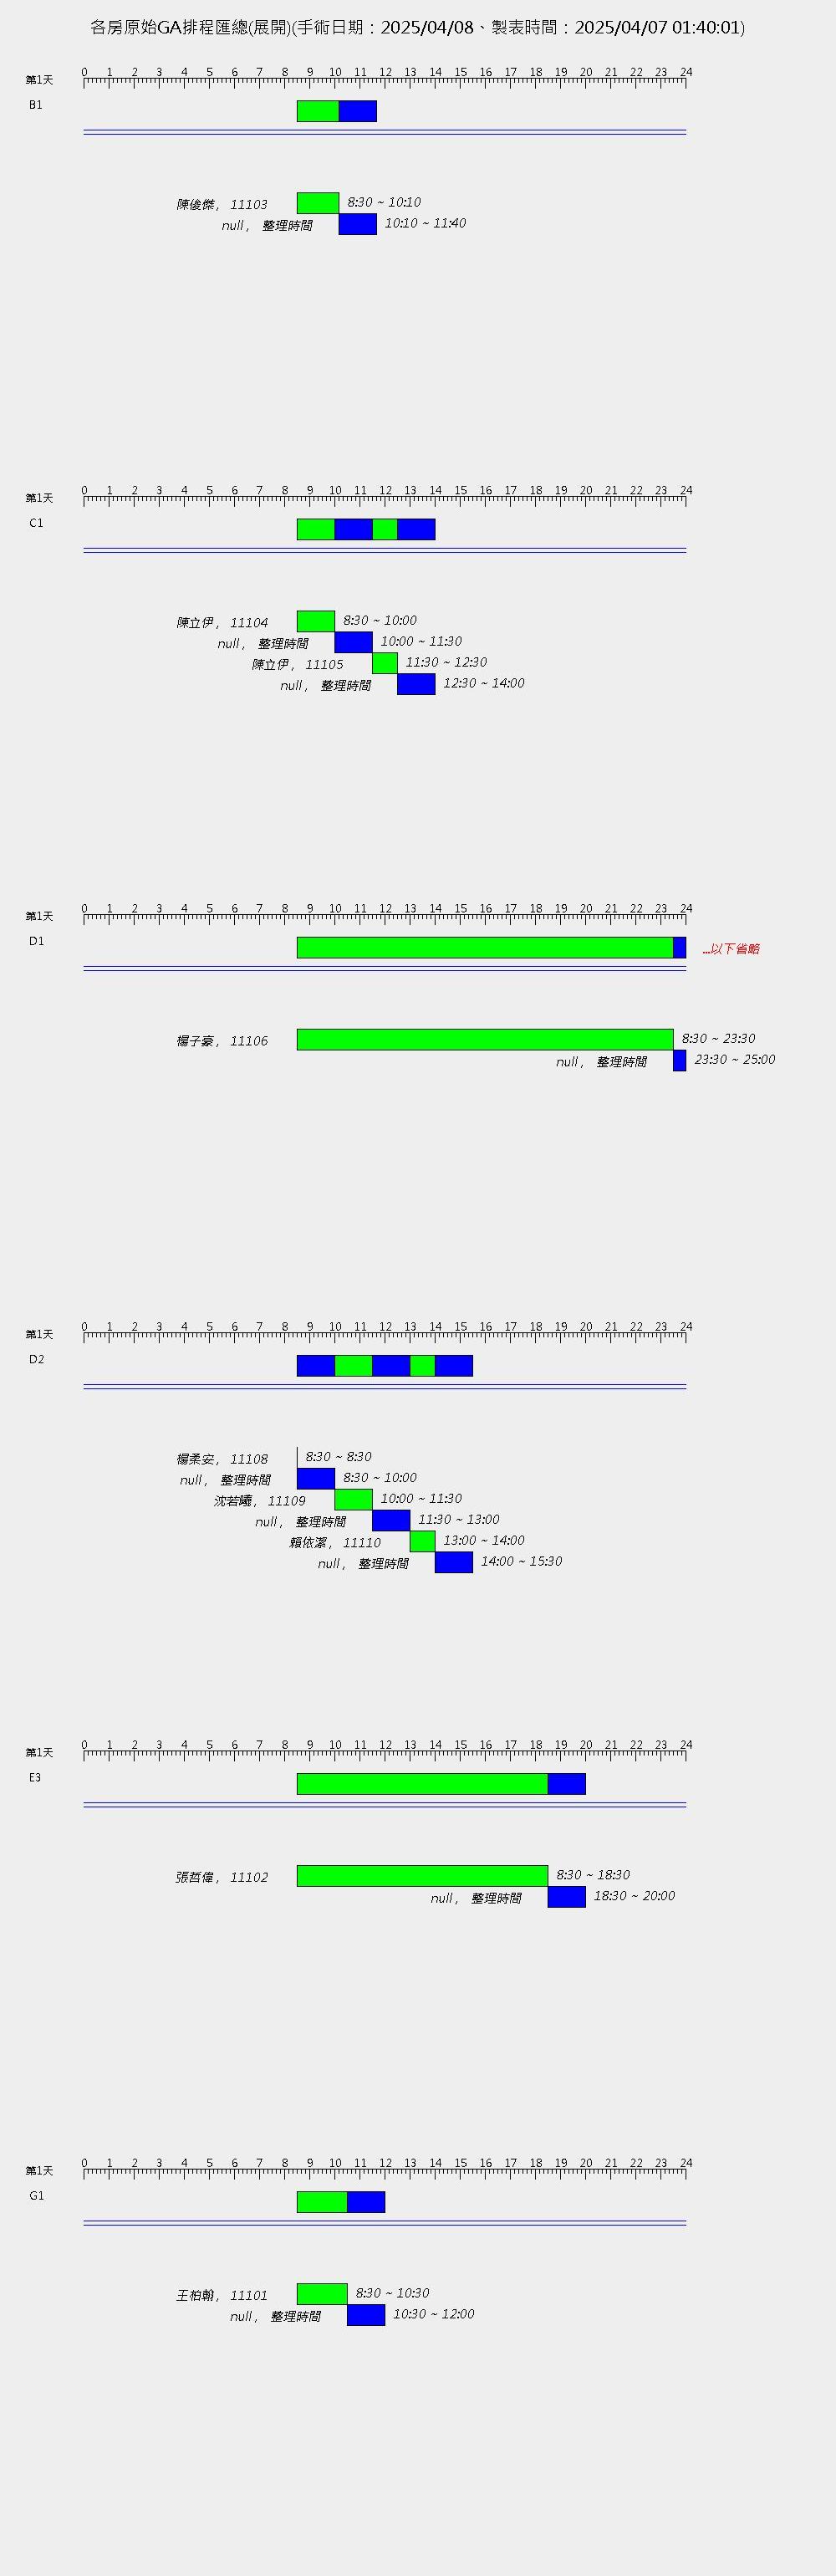 各房原始GA排程匯總(展開)(手術日期：2025/04/08、製表時間：2025/04/07 01:40:01)
第1天 0 1 2 3 4 5 6 7 8 9 10 11 12 13 14 15 16 17 18 19 20 21 22 23 24
B1
陳俊傑， 11103 8:30 ~ 10:10
null， 整理時間 10:10 ~ 11:40
第1天 0 1 2 3 4 5 6 7 8 9 10 11 12 13 14 15 16 17 18 19 20 21 22 23 24
C1
陳立伊， 11104 8:30 ~ 10:00
null， 整理時間 10:00 ~ 11:30
陳立伊， 11105 11:30 ~ 12:30
null， 整理時間 12:30 ~ 14:00
第1天 0 1 2 3 4 5 6 7 8 9 10 11 12 13 14 15 16 17 18 19 20 21 22 23 24
D1 ...以下省略
楊子豪， 11106 8:30 ~ 23:30
null， 整理時間 23:30 ~ 25:00
第1天 0 1 2 3 4 5 6 7 8 9 10 11 12 13 14 15 16 17 18 19 20 21 22 23 24
D2
楊柔安， 11108 8:30 ~ 8:30
null， 整理時間 8:30 ~ 10:00
沈若曦， 11109 10:00 ~ 11:30
null， 整理時間 11:30 ~ 13:00
賴依潔， 11110 13:00 ~ 14:00
null， 整理時間 14:00 ~ 15:30
第1天 0 1 2 3 4 5 6 7 8 9 10 11 12 13 14 15 16 17 18 19 20 21 22 23 24
E3
張哲偉， 11102 8:30 ~ 18:30
null， 整理時間 18:30 ~ 20:00
第1天 0 1 2 3 4 5 6 7 8 9 10 11 12 13 14 15 16 17 18 19 20 21 22 23 24
G1
王柏翰， 11101 8:30 ~ 10:30
null， 整理時間 10:30 ~ 12:00